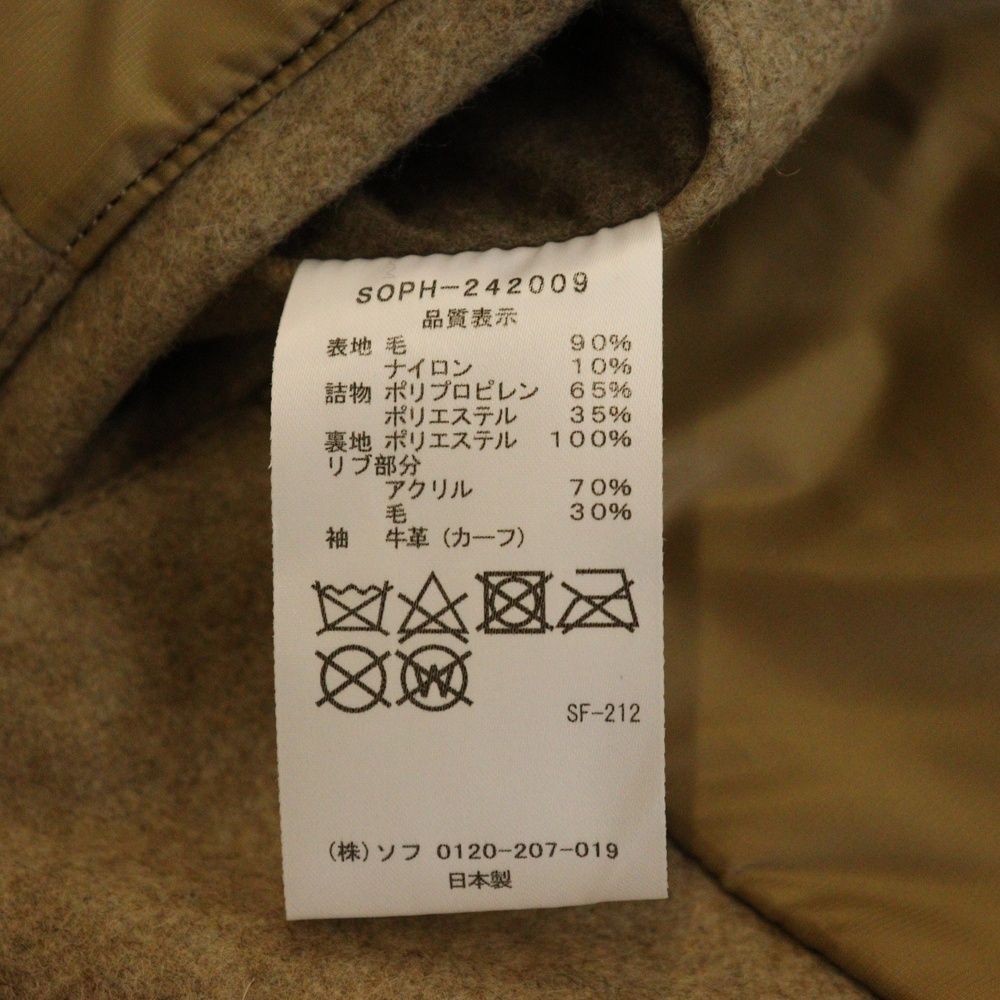 SOPH-242009
品質表示
表地 毛 90%
ナイロン 10%
詰物 ポリプロピレン 65%
ポリエステル 35%
裏地 ポリエステル 100%
リブ部分
アクリル 70%
毛 30%
袖 牛革(カーフ)
W
SF-212
(株)ソフ 0120-207-019
日本製